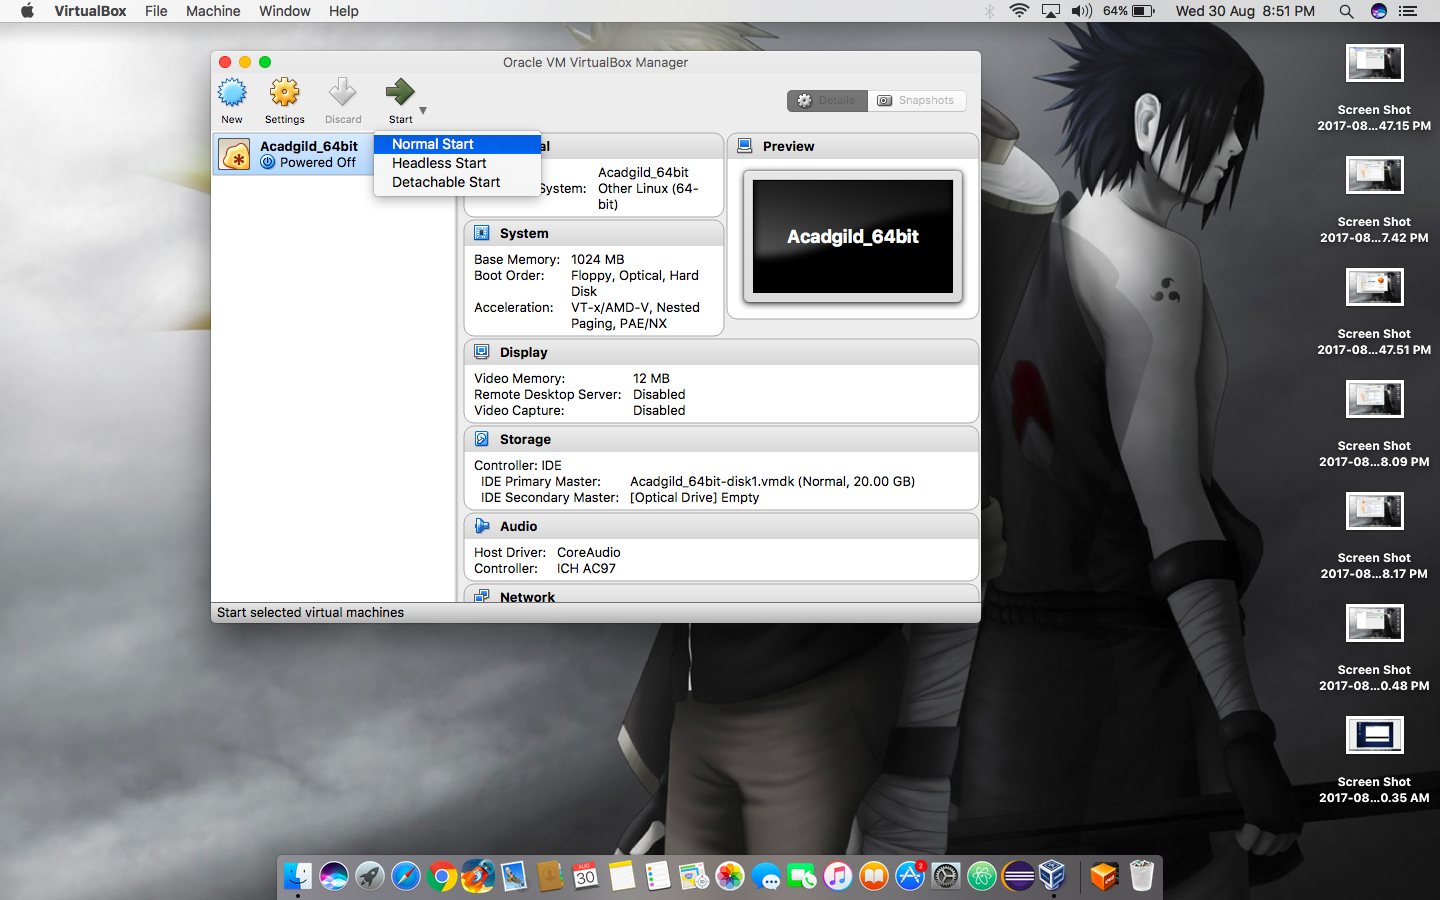 VirtualBox File Machine Window Help 64% Wed 30 Aug 8:51 PM
Oracle VM VirtualBox Manager
New Settings Discard Start Details Snapshots
Acadgild_64bit
Powered Off
Normal Start
Headless Start
Detachable Start
al
Acadgild_64bit
System: Other Linux (64-
bit)
Preview
Acadgild_64bit
System
Base Memory: 1024 MB
Boot Order: Floppy, Optical, Hard
Disk
Acceleration: VT-x/AMD-V, Nested
Paging, PAE/NX
Display
Video Memory: 12 MB
Remote Desktop Server: Disabled
Video Capture: Disabled
Storage
Controller: IDE
IDE Primary Master: Acadgild_64bit-disk1.vmdk (Normal, 20.00 GB)
IDE Secondary Master: [Optical Drive] Empty
Audio
Host Driver: CoreAudio
Controller: ICH AC97
Network
Start selected virtual machines
Screen Shot
2017-08...47.15 PM
Screen Shot
2017-08...7.42 PM
Screen Shot
2017-08...47.51 PM
Screen Shot
2017-08...8.09 PM
Screen Shot
2017-08...8.17 PM
Screen Shot
2017-08...0.48 PM
Screen Shot
2017-08...0.35 AM
AUG
30
2